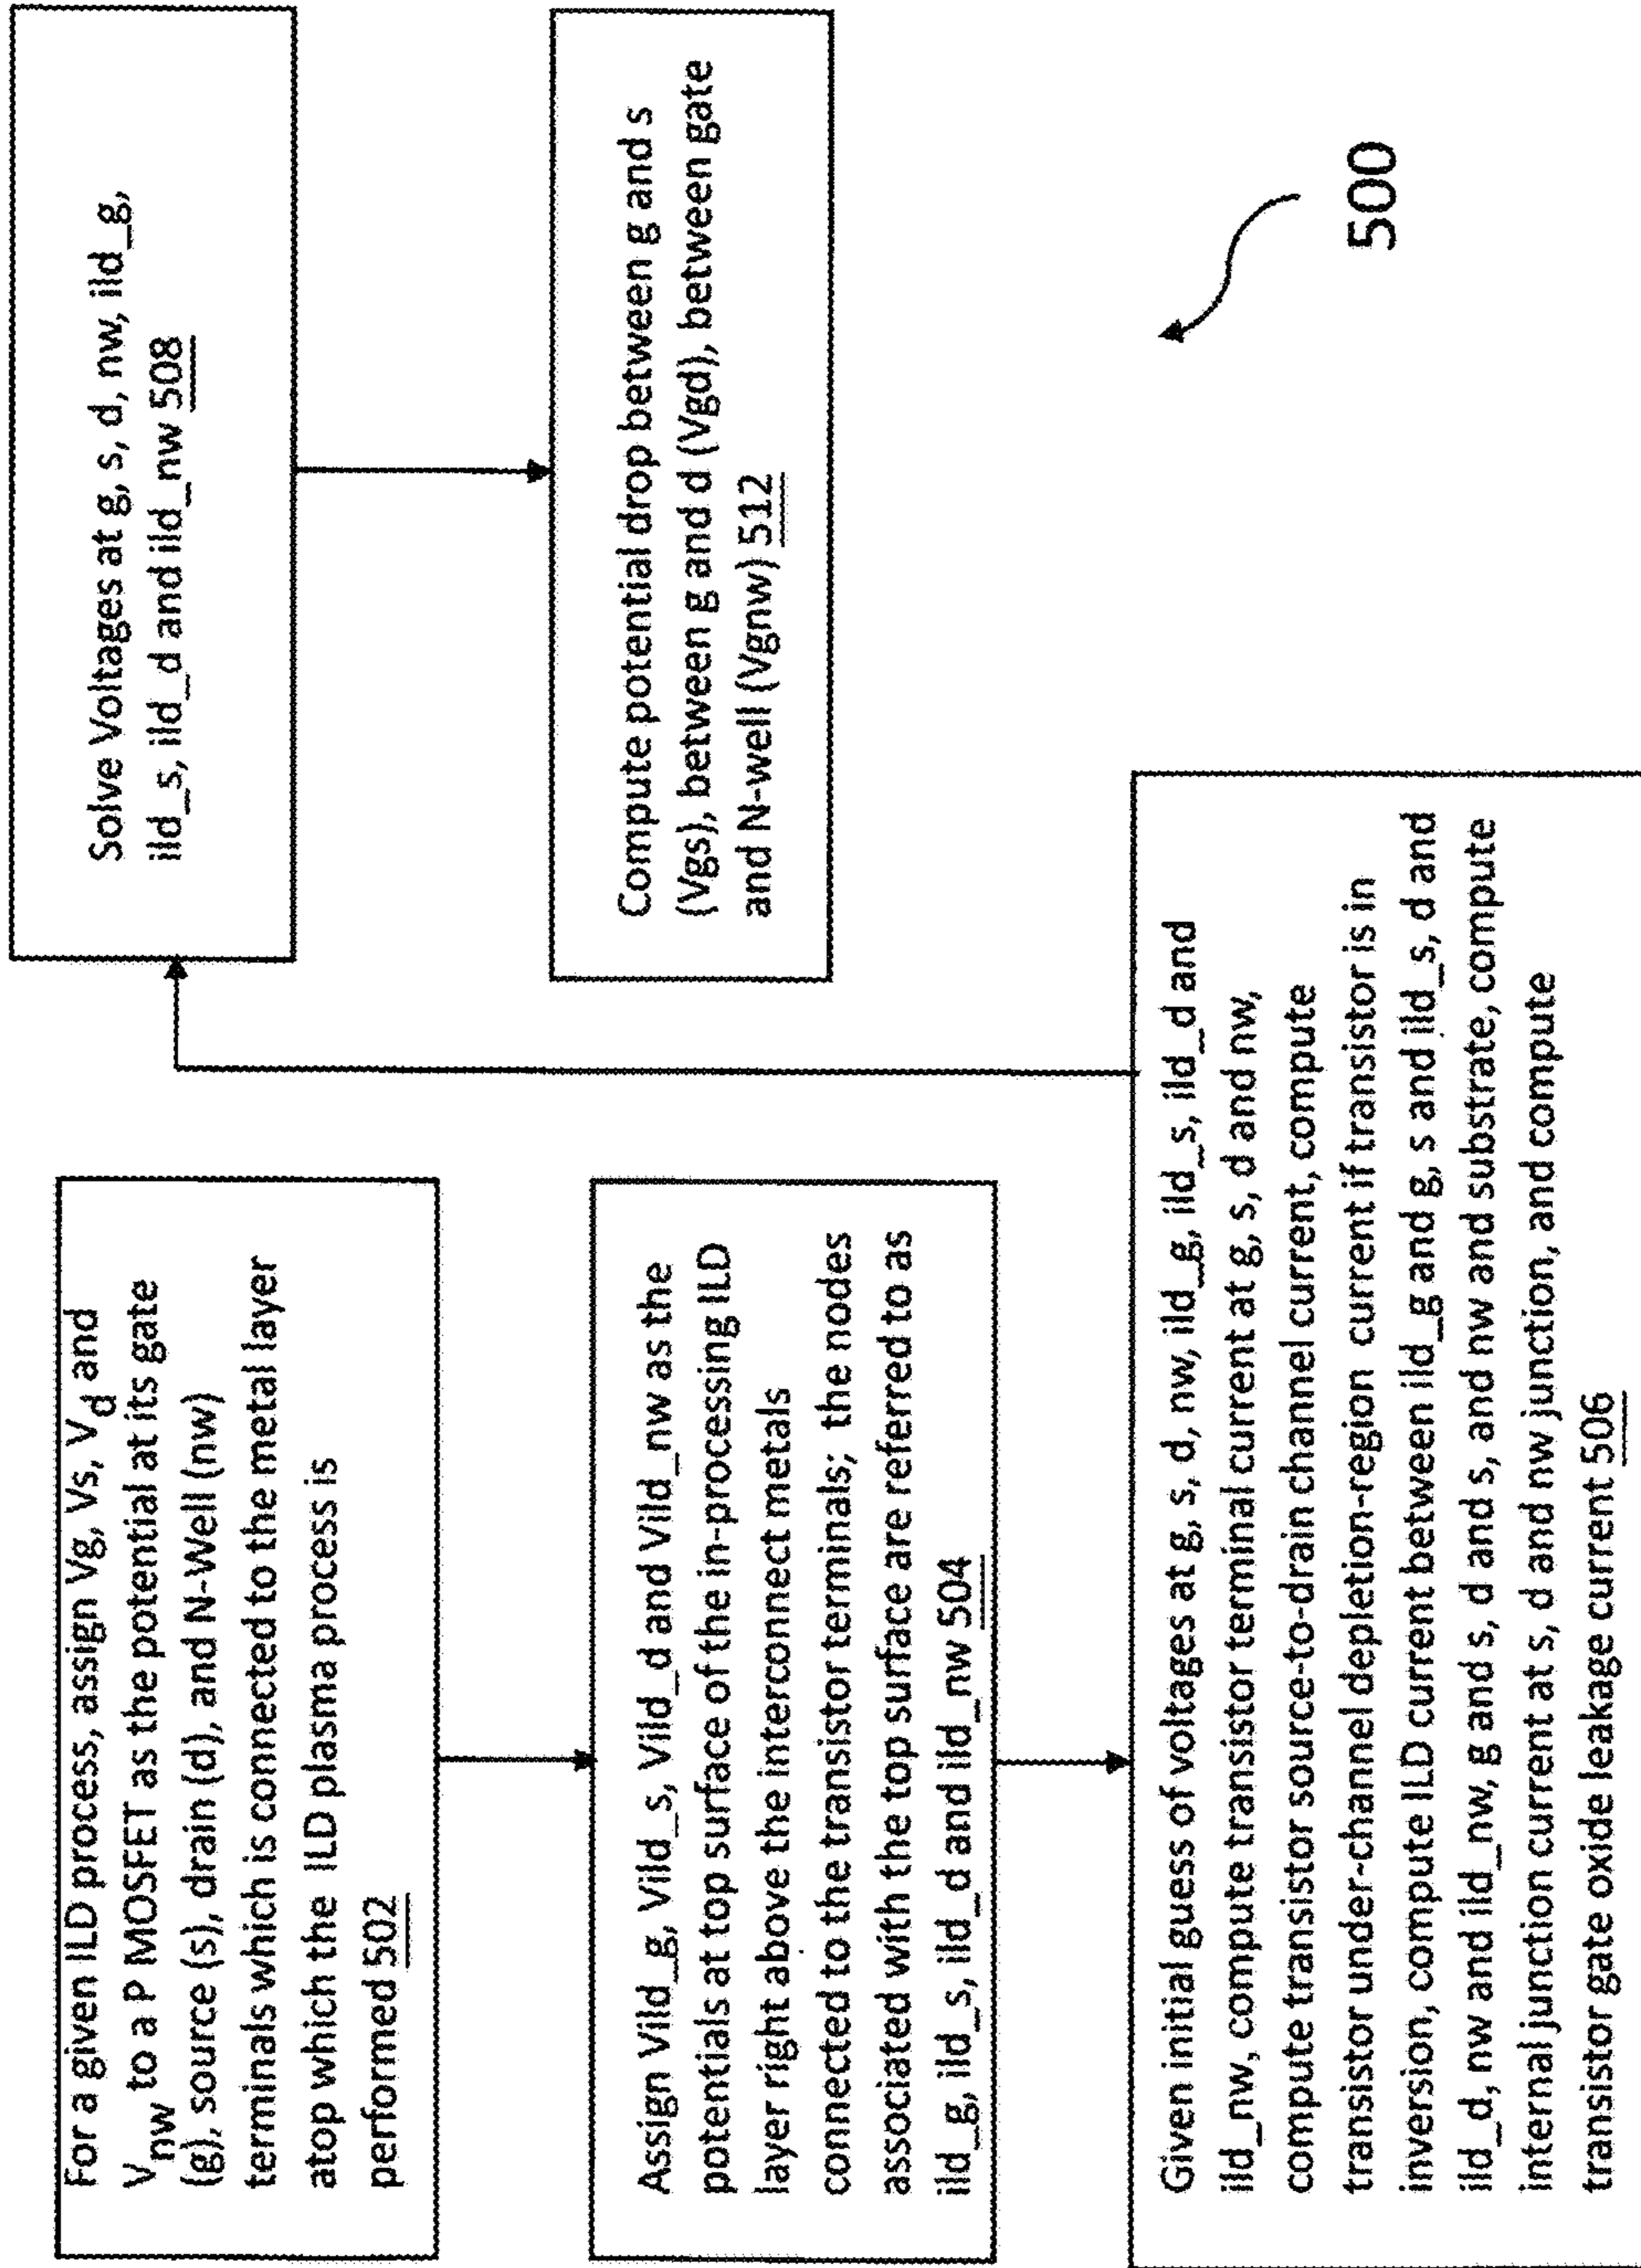 For a given ILD process, assign Vg, Vs, Vd and
Vnw to a P MOSFET as the potential at its gate
(g), source (s), drain (d), and N-Well (nw)
terminals which is connected to the metal layer
atop which the ILD plasma process is
performed 502
Assign Vild_g, Vild_s, Vild_d and Vild_nw as the
potentials at top surface of the in-processing ILD
layer right above the interconnect metals
connected to the transistor terminals; the nodes
associated with the top surface are referred to as
ild_g, ild_s, ild_d and ild_nw 504
Given initial guess of voltages at g, s, d, nw, ild_g, ild_s, ild_d and
ild_nw, compute transistor terminal current at g, s, d and nw,
compute transistor source-to-drain channel current, compute
transistor under-channel depletion-region current if transistor is in
inversion, compute ILD current between ild_g and g, s and ild_s, d and
ild_d, nw and ild_nw, g and s, d and s, and nw and substrate, compute
internal junction current at s, d and nw junction, and compute
transistor gate oxide leakage current 506
Solve Voltages at g, s, d, nw, ild_g,
ild_s, ild_d and ild_nw 508
Compute potential drop between g and s
(Vgs), between g and d (Vgd), between gate
and N-well (Vgnw) 512
500